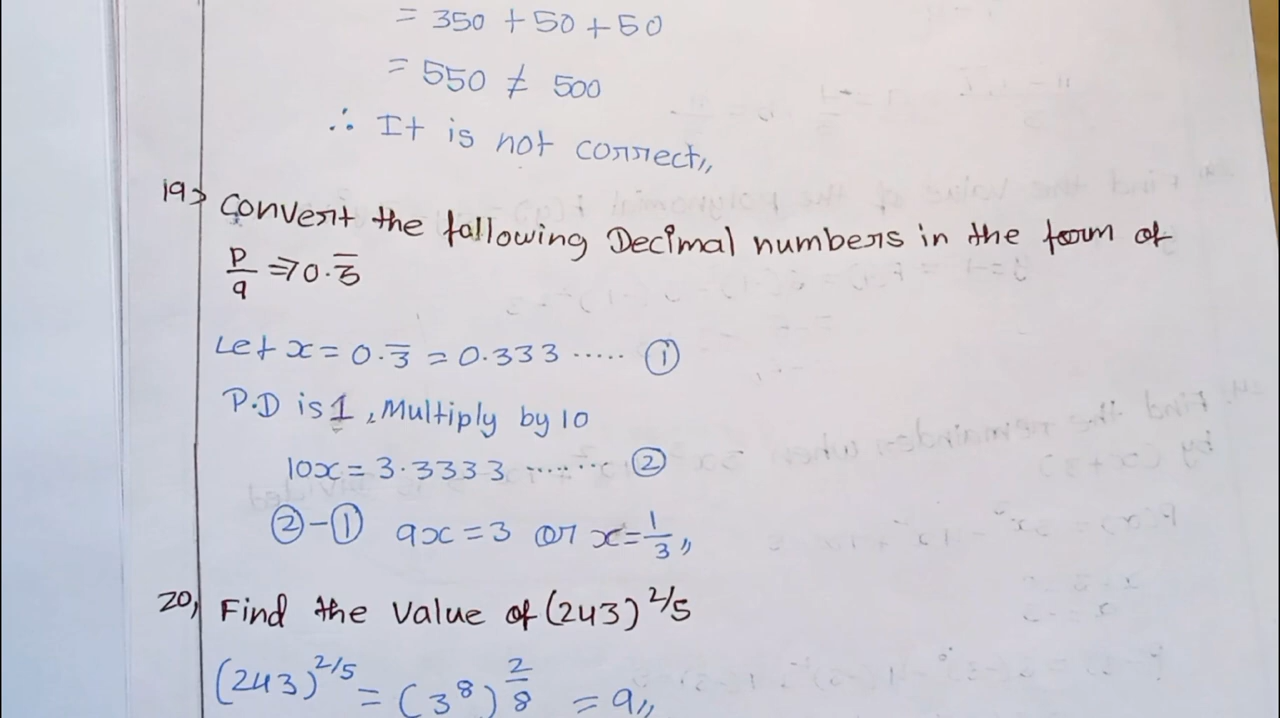 = 350 + 50 + 50
= 550 ≠ 500
∴ It is not correct,,
19> Convert the following Decimal numbers in the form of
p/q ⇒ 0.3̅
Let x = 0.3̅ = 0.333 ..... ①
P.D is 1, Multiply by 10
10x = 3.3333 ....... ②
②-① 9x = 3 or x = 1/3,,
20, Find the value of (243)^2/5
(243)^2/5 = (3^8)^2/8 = 9,,